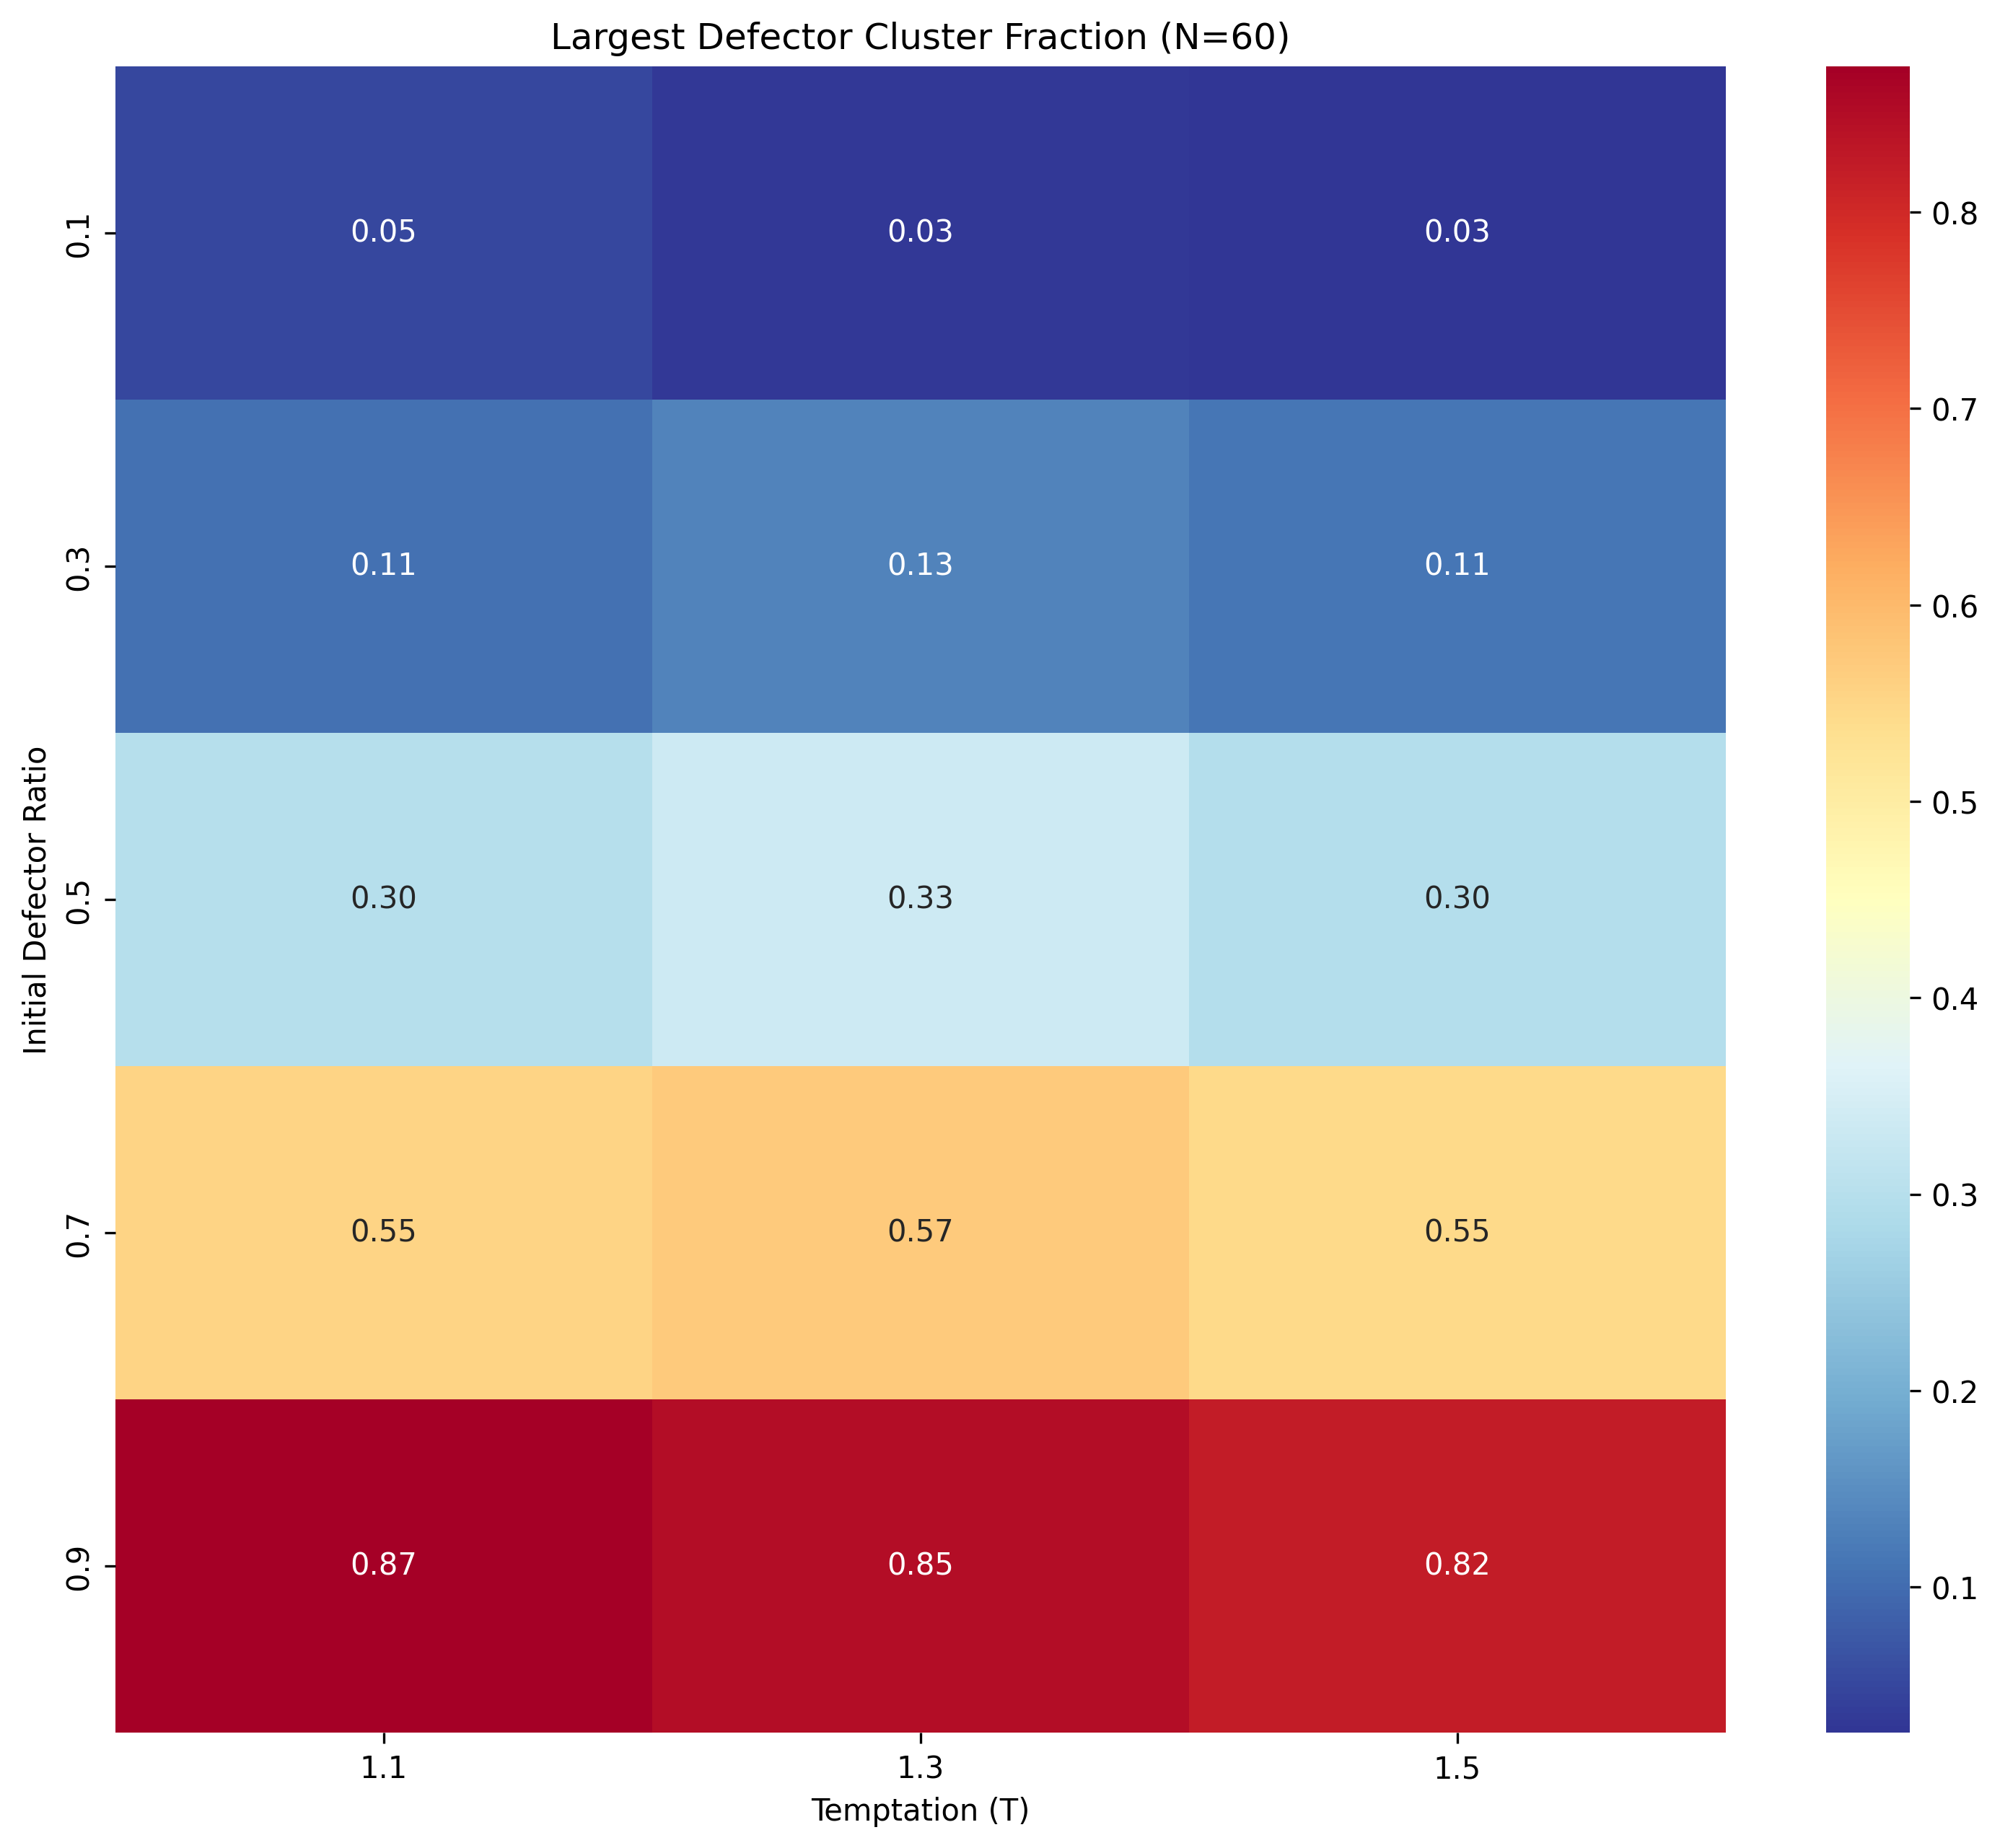 Largest Defector Cluster Fraction (N=60)
Initial Defector Ratio
0.1 0.05 0.03 0.03
0.3 0.11 0.13 0.11
0.5 0.30 0.33 0.30
0.7 0.55 0.57 0.55
0.9 0.87 0.85 0.82
1.1 1.3 1.5
Temptation (T)
0.8
0.7
0.6
0.5
0.4
0.3
0.2
0.1